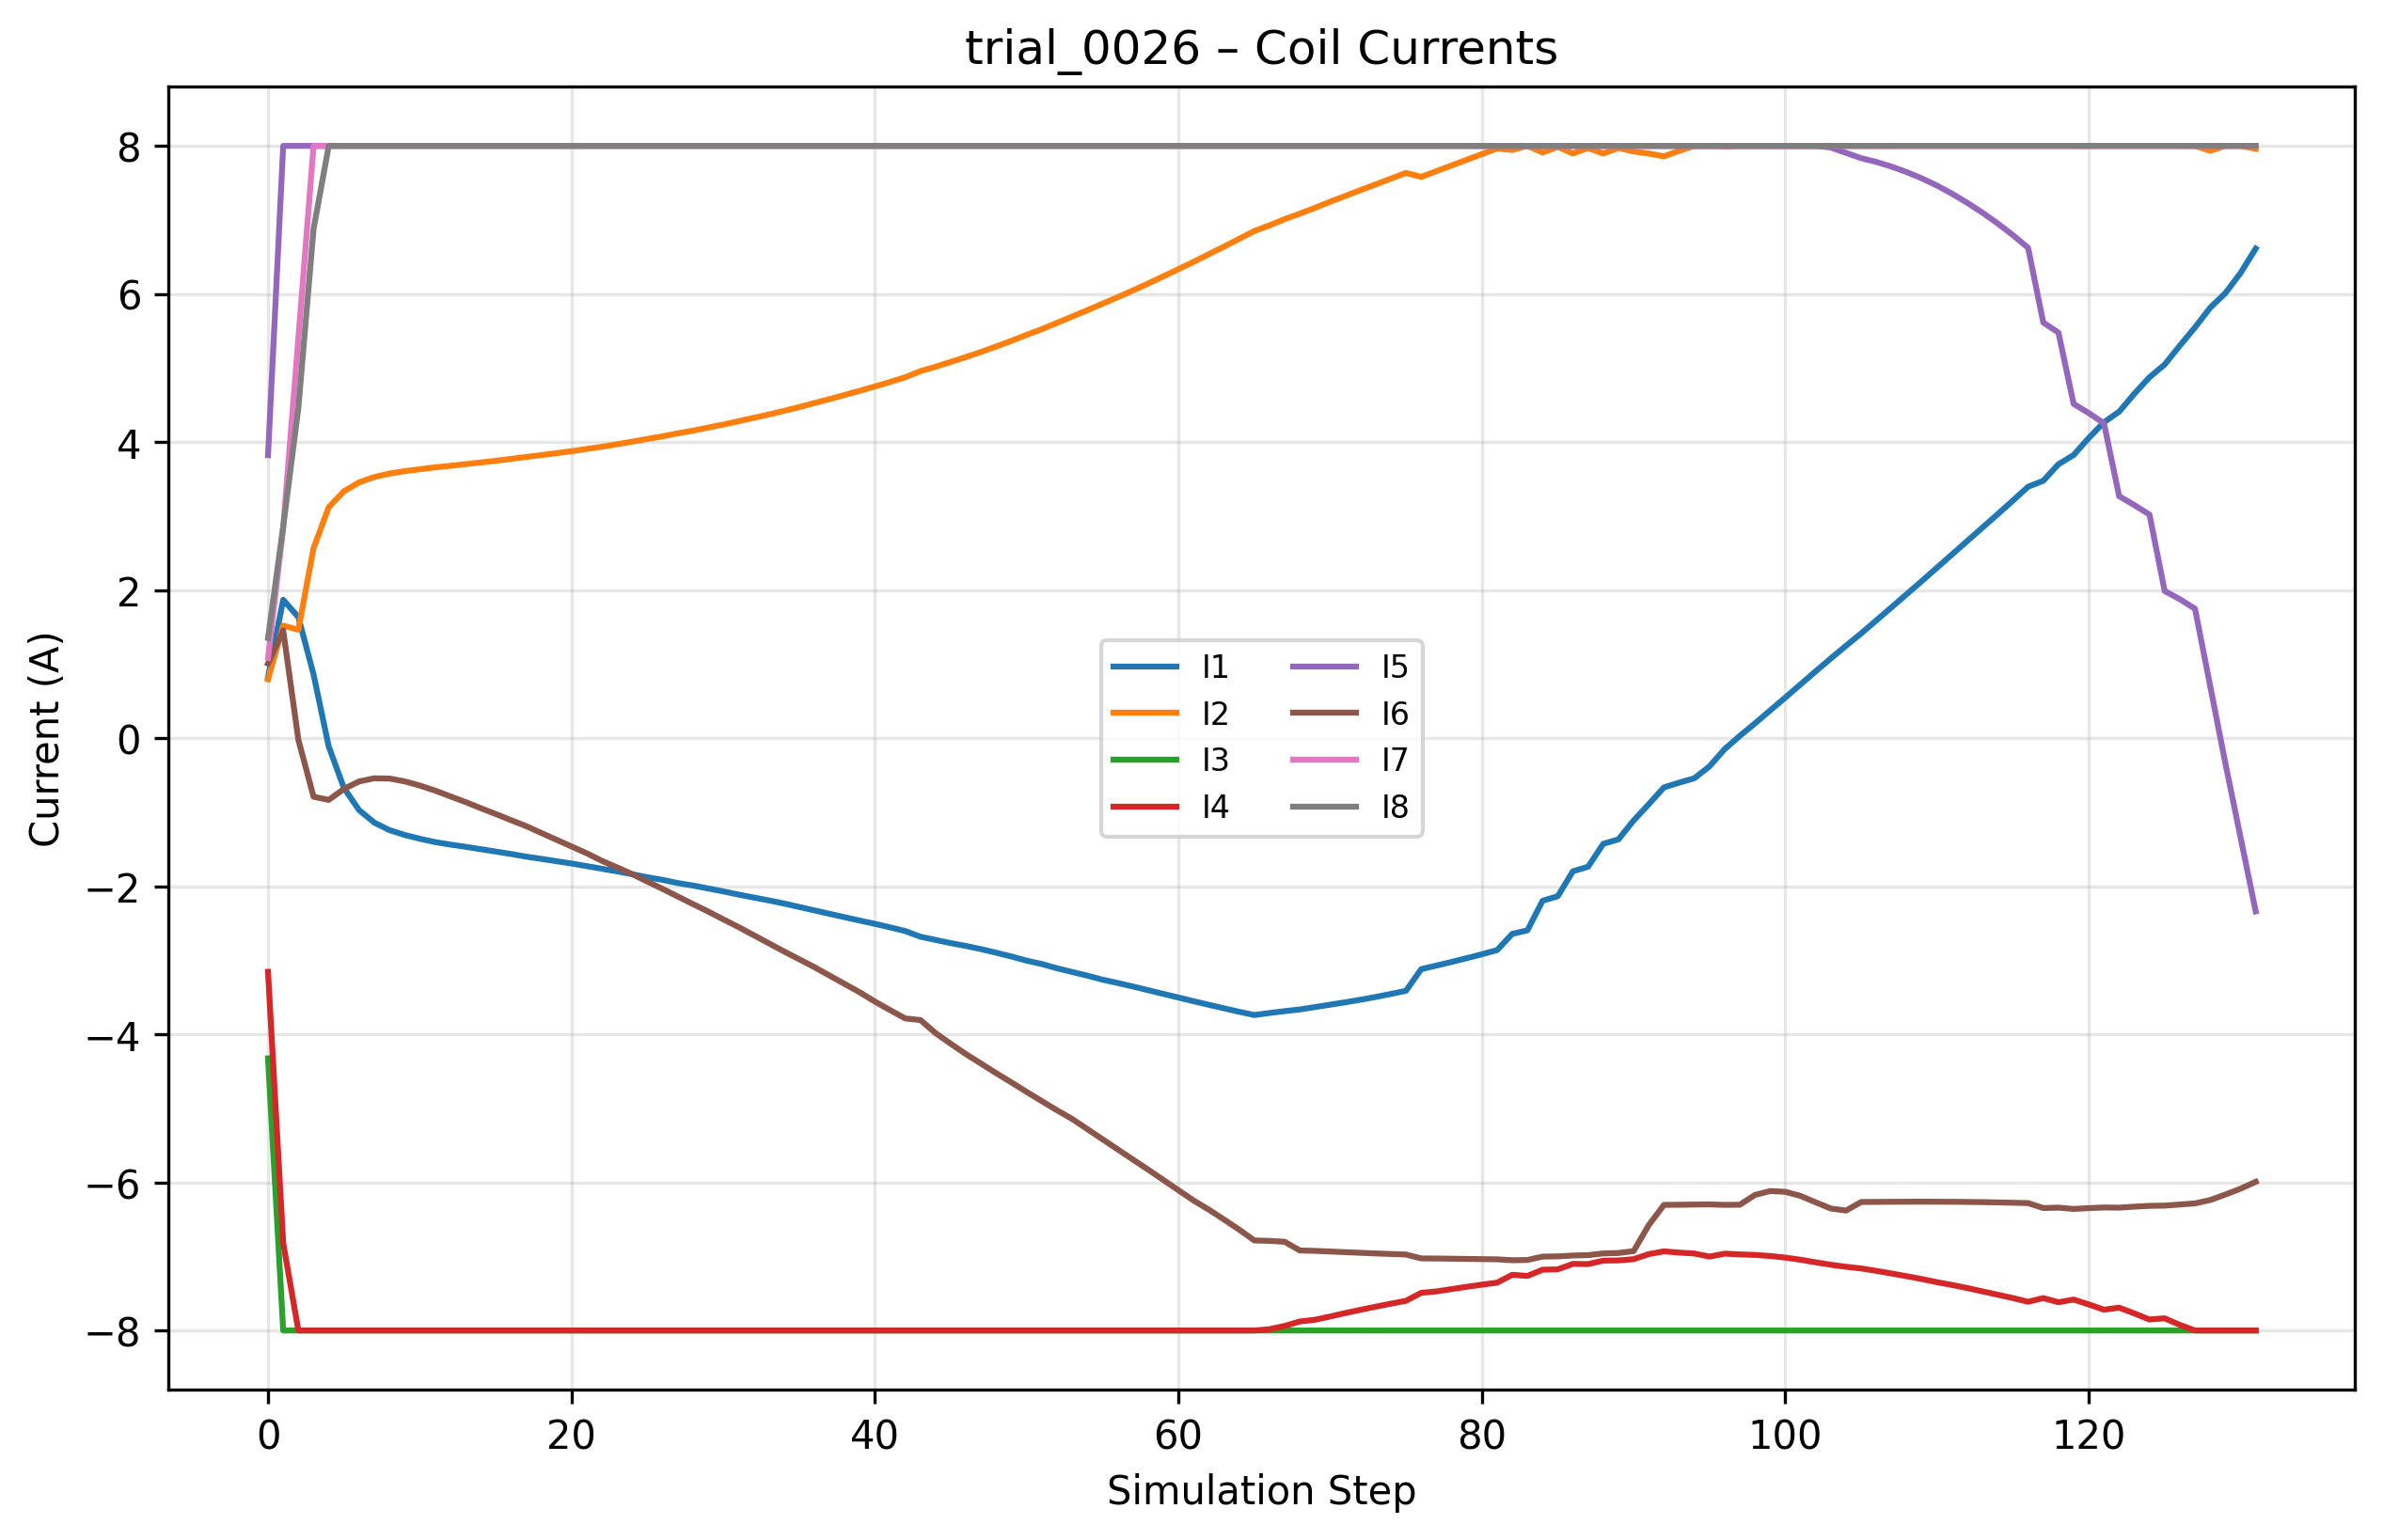 trial_0026 – Coil Currents
Current (A)
8
6
4
2
0
−2
−4
−6
−8
I1
I2
I3
I4
I5
I6
I7
I8
0
20
40
60
80
100
120
Simulation Step